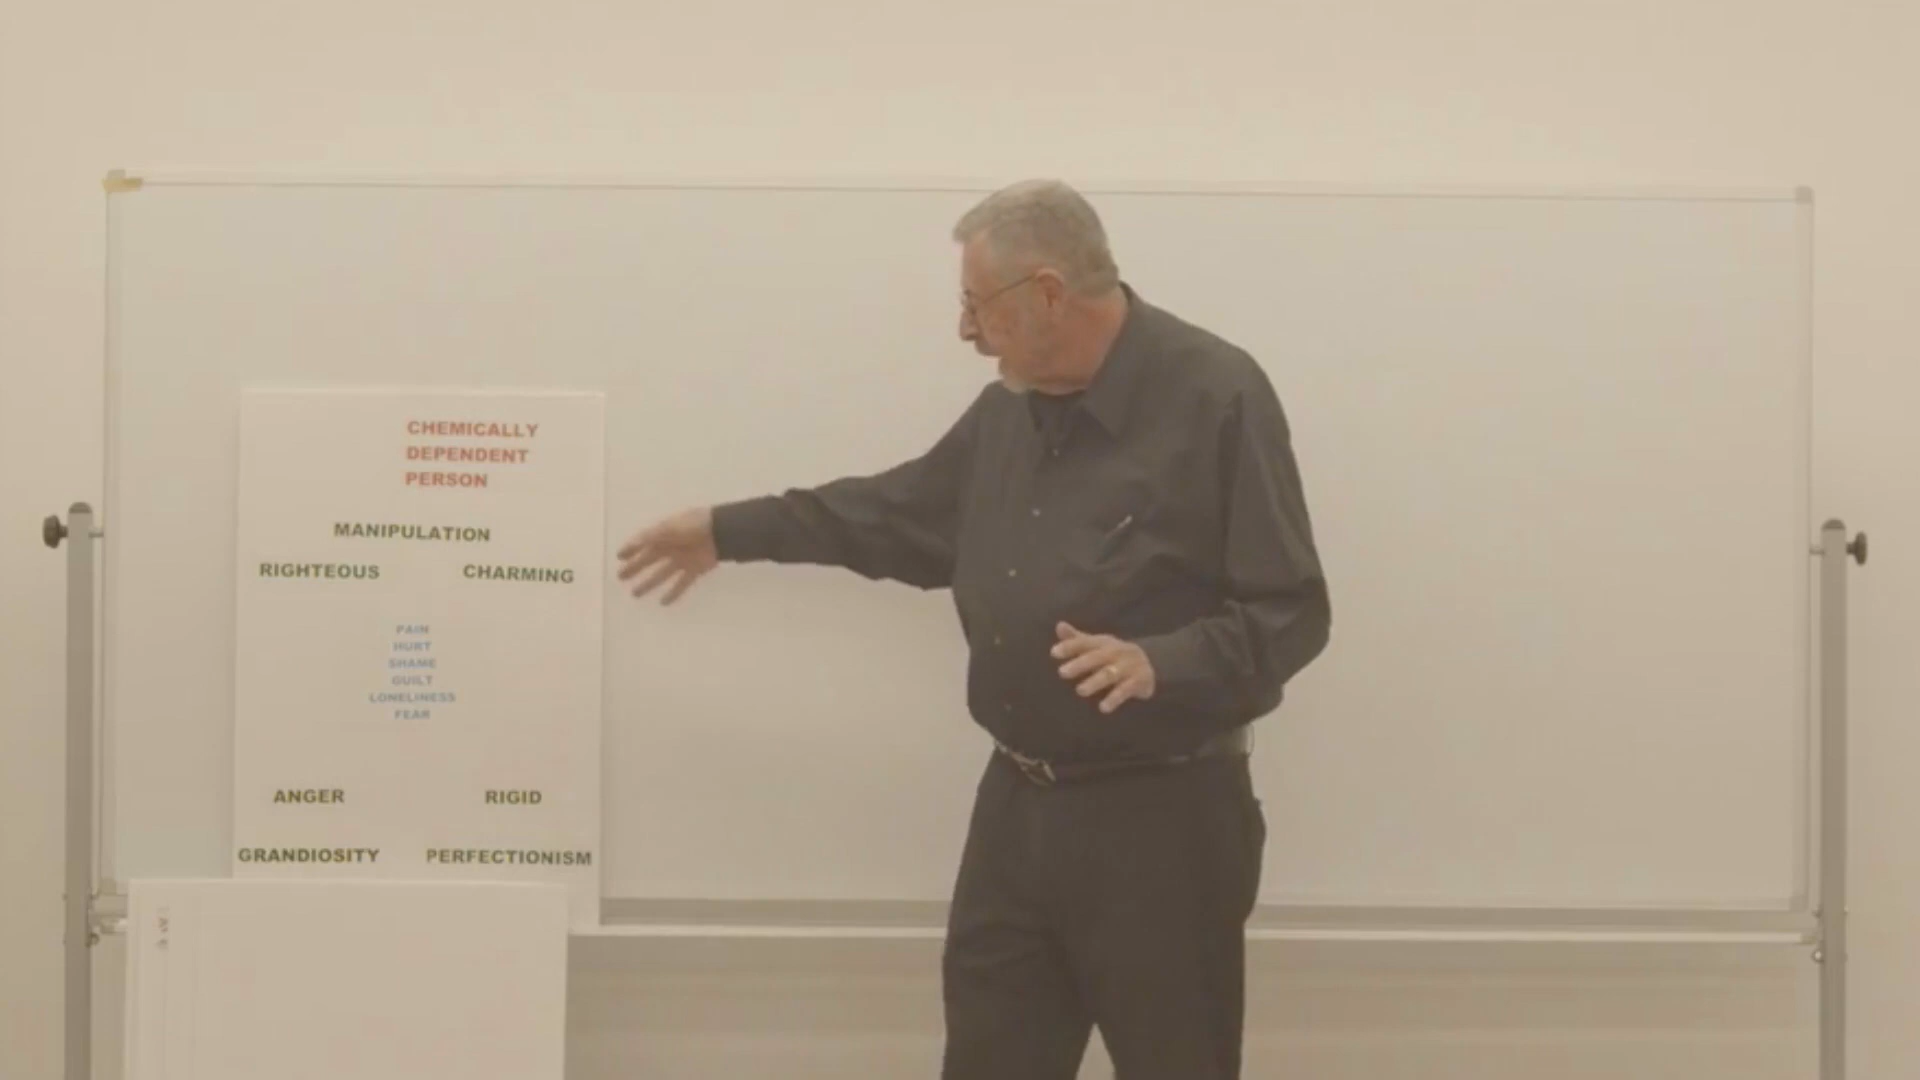 CHEMICALLY
DEPENDENT
PERSON
MANIPULATION
RIGHTEOUS CHARMING
PAIN
HURT
SHAME
GUILT
LONELINESS
FEAR
ANGER RIGID
GRANDIOSITY PERFECTIONISM